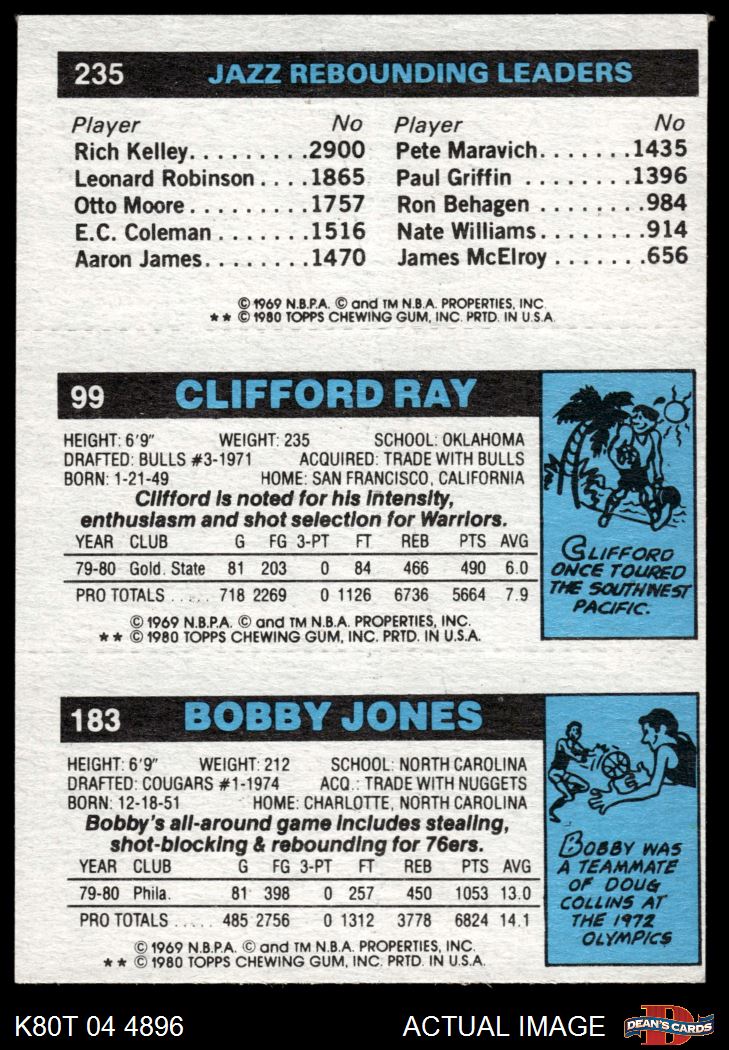 235 JAZZ REBOUNDING LEADERS
Player No Player No
Rich Kelley. . . . . . . . .2900 Pete Maravich. . . . . . .1435
Leonard Robinson . . . .1865 Paul Griffin . . . . . . . .1396
Otto Moore . . . . . . . . .1757 Ron Behagen . . . . . . . .984
E.C. Coleman . . . . . . .1516 Nate Williams. . . . . . . .914
Aaron James. . . . . . . .1470 James McElroy . . . . . .656
© 1969 N.B.P.A. © and TM N.B.A. PROPERTIES, INC.
★ ★ © 1980 TOPPS CHEWING GUM, INC. PRTD. IN U.S.A.
99 CLIFFORD RAY
HEIGHT: 6'9" WEIGHT: 235 SCHOOL: OKLAHOMA
DRAFTED: BULLS #3-1971 ACQUIRED: TRADE WITH BULLS
BORN: 1-21-49 HOME: SAN FRANCISCO, CALIFORNIA
Clifford is noted for his intensity,
enthusiasm and shot selection for Warriors.
YEAR CLUB G FG 3-PT FT REB PTS AVG
79-80 Gold. State 81 203 0 84 466 490 6.0
PRO TOTALS . . . . . 718 2269 0 1126 6736 5664 7.9
© 1969 N.B.P.A. © and TM N.B.A. PROPERTIES, INC.
★ ★ © 1980 TOPPS CHEWING GUM, INC. PRTD. IN U.S.A.
CLIFFORD
ONCE TOURED
THE SOUTHWEST
PACIFIC.
183 BOBBY JONES
HEIGHT: 6'9" WEIGHT: 212 SCHOOL: NORTH CAROLINA
DRAFTED: COUGARS #1-1974 ACQ.: TRADE WITH NUGGETS
BORN: 12-18-51 HOME: CHARLOTTE, NORTH CAROLINA
Bobby's all-around game includes stealing,
shot-blocking & rebounding for 76ers.
YEAR CLUB G FG 3-PT FT REB PTS AVG
79-80 Phila. 81 398 0 257 450 1053 13.0
PRO TOTALS . . . . . 485 2756 0 1312 3778 6824 14.1
© 1969 N.B.P.A. © and TM N.B.A. PROPERTIES, INC.
★ ★ © 1980 TOPPS CHEWING GUM, INC. PRTD. IN U.S.A.
BOBBY WAS
A TEAMMATE
OF DOUG
COLLINS AT
THE 1972
OLYMPICS
K80T 04 4896 ACTUAL IMAGE DEAN'S CARDS